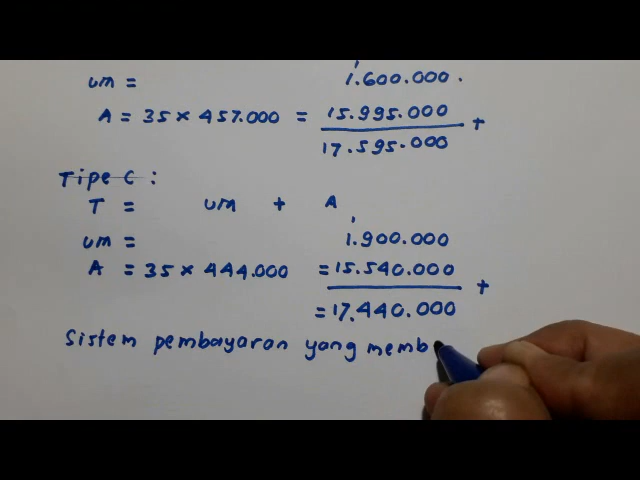 um = 1.600.000.
A = 35 × 457.000 = 15.995.000 +
17.595.000
Tipe C :
T = um + A
um = 1.900.000
A = 35 × 444.000 = 15.540.000 +
= 17.440.000
Sistem pembayaran yang memb